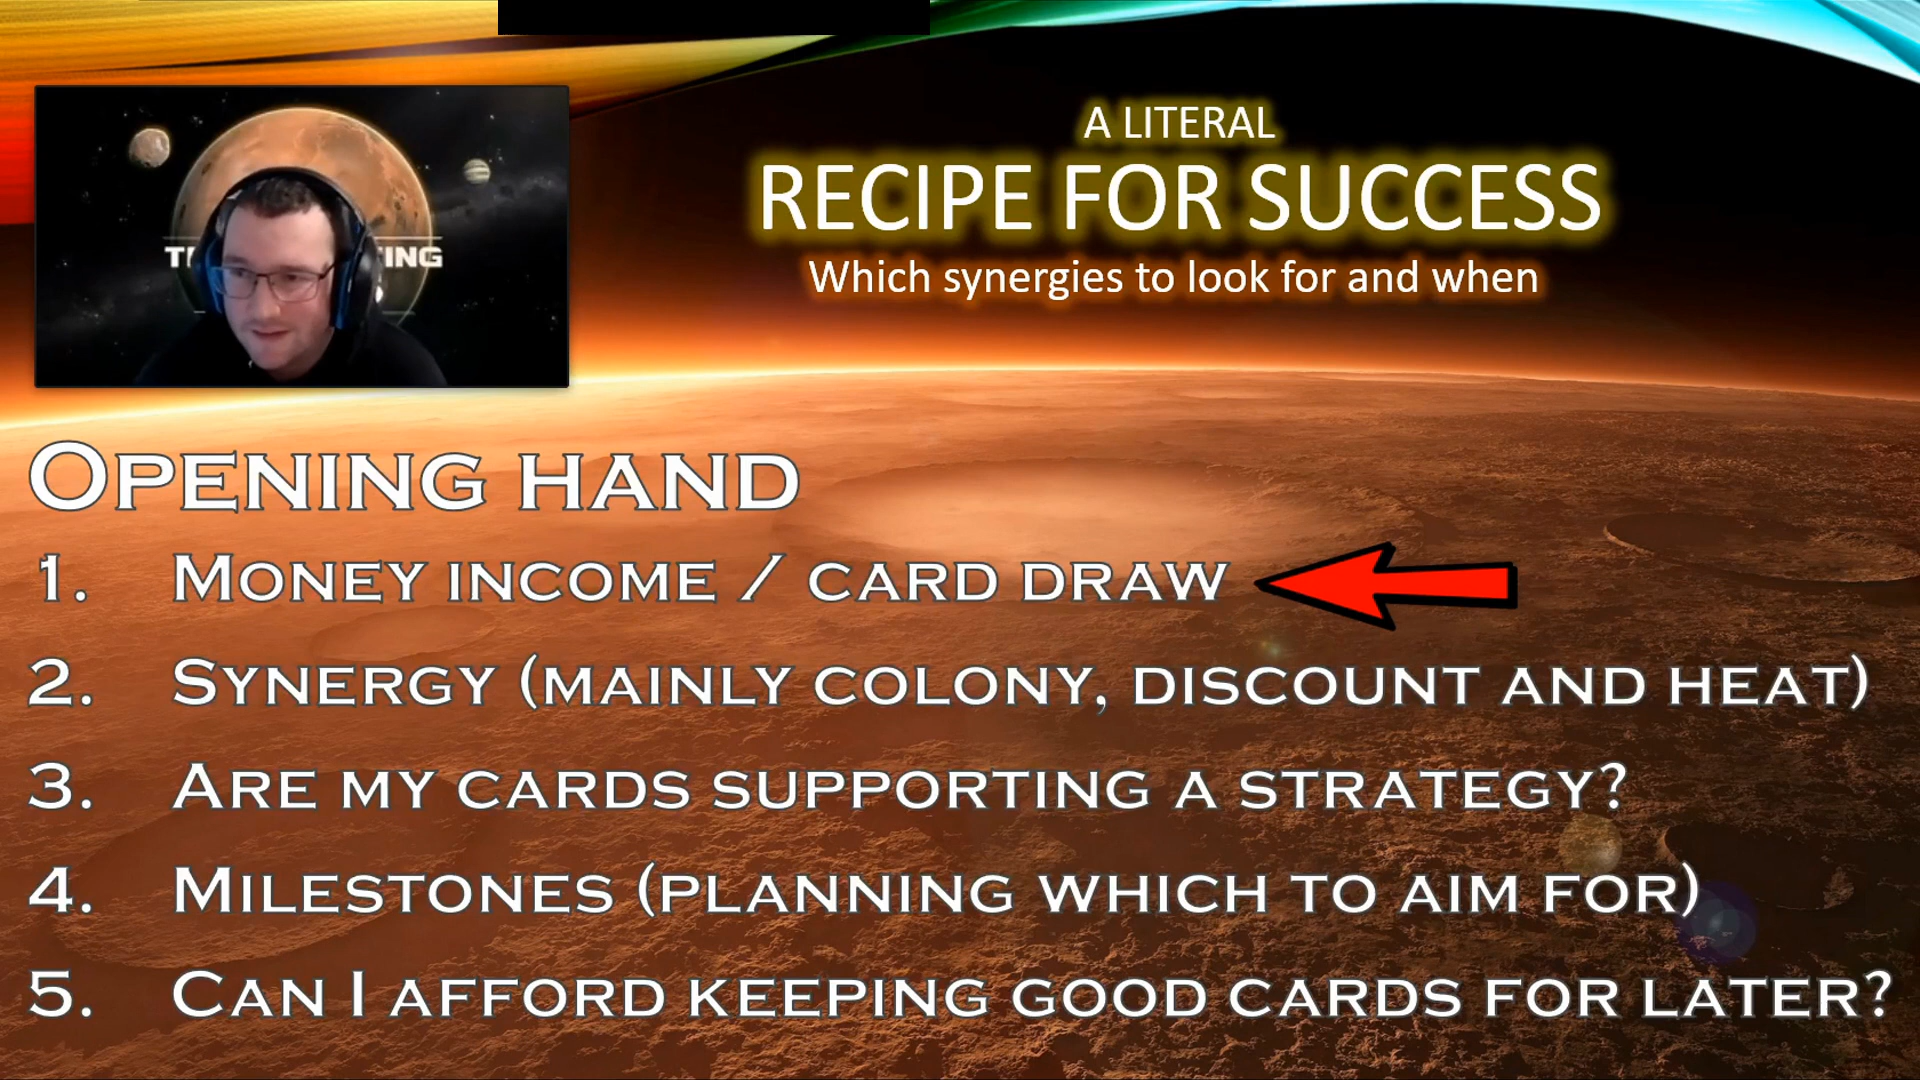 A LITERAL
RECIPE FOR SUCCESS
Which synergies to look for and when
OPENING HAND
1. MONEY INCOME / CARD DRAW
2. SYNERGY (MAINLY COLONY, DISCOUNT AND HEAT)
3. ARE MY CARDS SUPPORTING A STRATEGY?
4. MILESTONES (PLANNING WHICH TO AIM FOR)
5. CAN I AFFORD KEEPING GOOD CARDS FOR LATER?